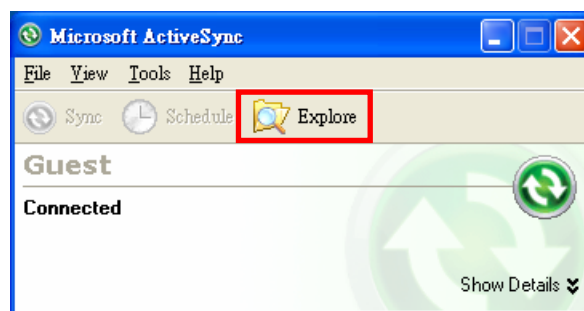 Microsoft ActiveSync
File View Tools Help
Sync Schedule Explore
Guest
Connected
Show Details